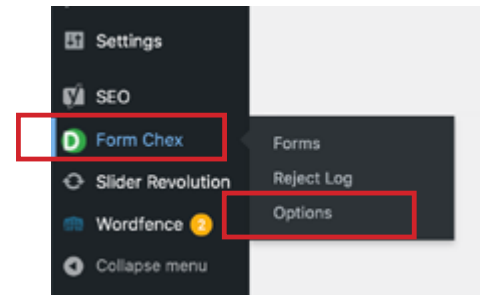 Settings
SEO
Form Chex
Forms
Slider Revolution
Reject Log
Wordfence 2
Options
Collapse menu